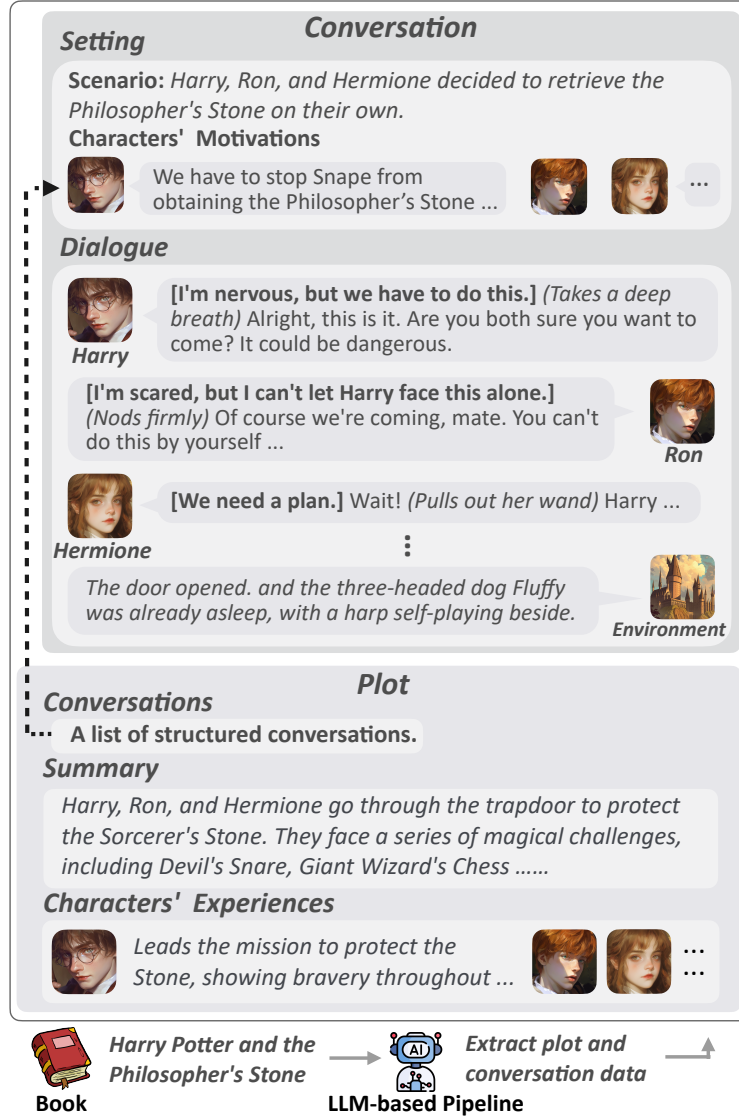 Conversation
Setting
Scenario: Harry, Ron, and Hermione decided to retrieve the
Philosopher's Stone on their own.
Characters' Motivations
We have to stop Snape from
obtaining the Philosopher's Stone ...
...
Dialogue
[I'm nervous, but we have to do this.] (Takes a deep
breath) Alright, this is it. Are you both sure you want to
come? It could be dangerous.
Harry
[I'm scared, but I can't let Harry face this alone.]
(Nods firmly) Of course we're coming, mate. You can't
do this by yourself ...
Ron
[We need a plan.] Wait! (Pulls out her wand) Harry ...
Hermione
The door opened. and the three-headed dog Fluffy
was already asleep, with a harp self-playing beside.
Environment
Plot
Conversations
A list of structured conversations.
Summary
Harry, Ron, and Hermione go through the trapdoor to protect
the Sorcerer's Stone. They face a series of magical challenges,
including Devil's Snare, Giant Wizard's Chess ......
Characters' Experiences
Leads the mission to protect the
Stone, showing bravery throughout ...
...
...
Harry Potter and the
Philosopher's Stone
Book
AI
LLM-based Pipeline
Extract plot and
conversation data